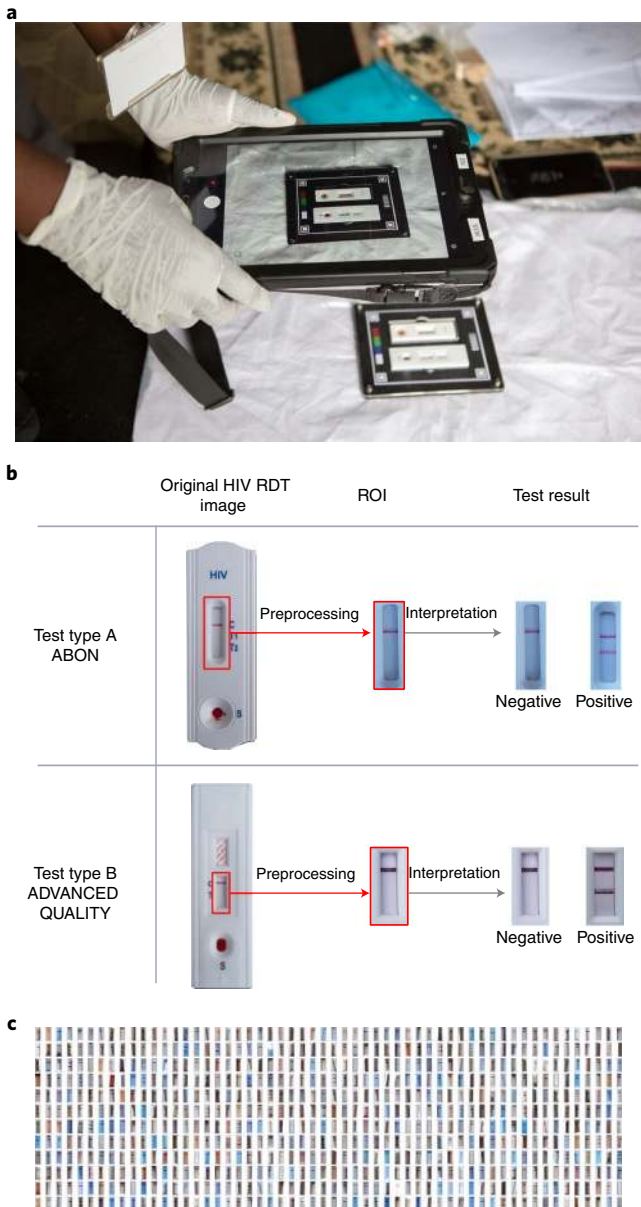 a
b
Original HIV RDT
image
ROI
Test result
HIV
Test type A
ABON
C
Preprocessing
Interpretation
S
Negative
Positive
Test type B
ADVANCED
QUALITY
C
Preprocessing
Interpretation
S
Negative
Positive
c